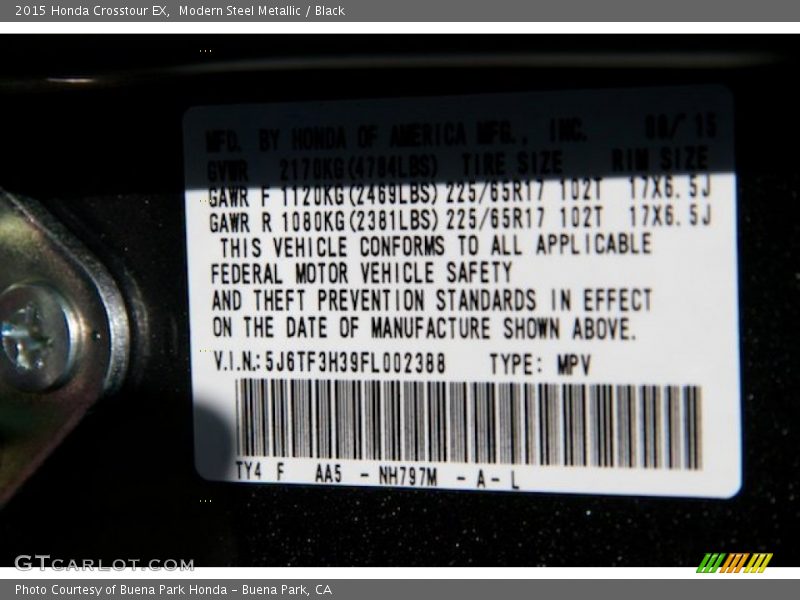 2015 Honda Crosstour EX, Modern Steel Metallic / Black
MFD. BY HONDA OF AMERICA MFG., INC. 08/15
GVWR 2170KG(4784LBS) TIRE SIZE RIM SIZE
GAWR F 1120KG(2469LBS) 225/65R17 102T 17X6.5J
GAWR R 1080KG(2381LBS) 225/65R17 102T 17X6.5J
THIS VEHICLE CONFORMS TO ALL APPLICABLE
FEDERAL MOTOR VEHICLE SAFETY
AND THEFT PREVENTION STANDARDS IN EFFECT
ON THE DATE OF MANUFACTURE SHOWN ABOVE.
V.I.N.: 5J6TF3H39FL002388 TYPE: MPV
TY4 F AA5 - NH797M - A - L
GTCARLOT.COM
Photo Courtesy of Buena Park Honda – Buena Park, CA